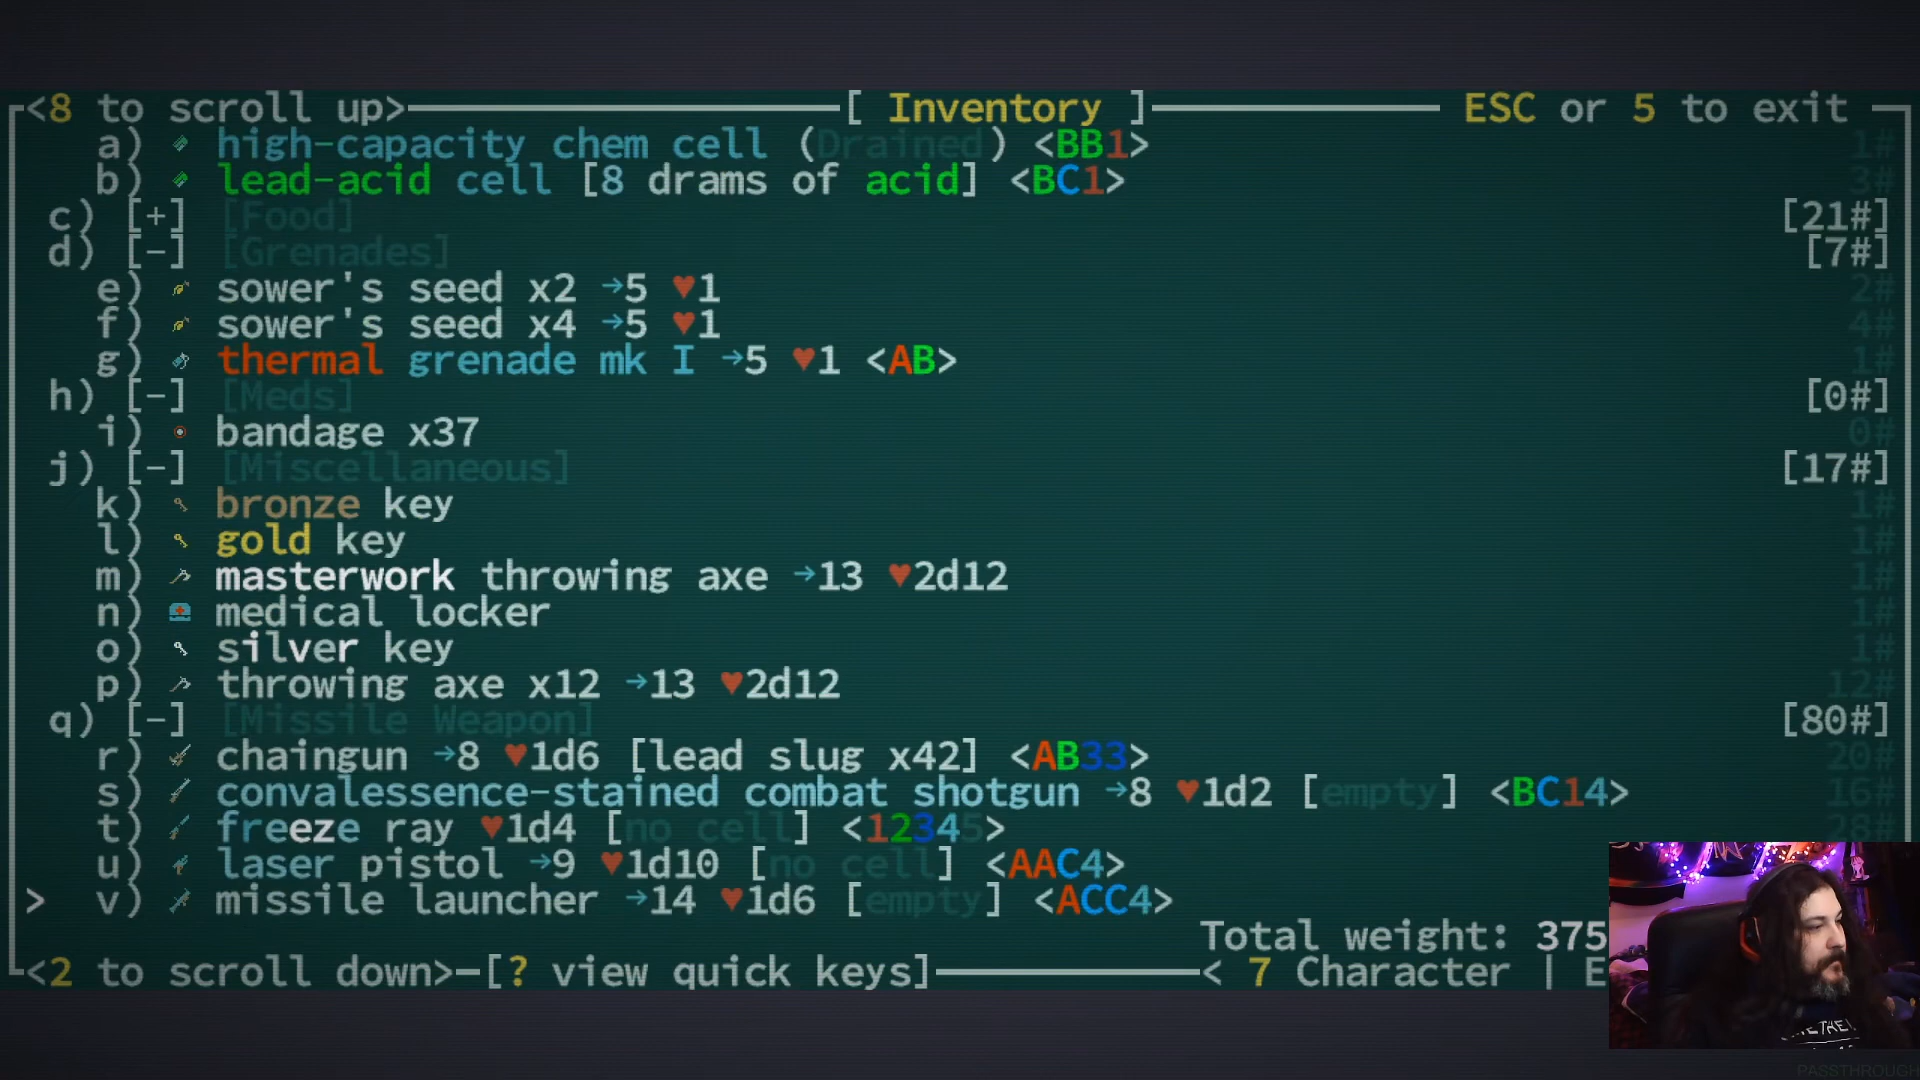 <8 to scroll up> [ Inventory ] ESC or 5 to exit
a) high-capacity chem cell (Drained) <BB1> 1#
b) lead-acid cell [8 drams of acid] <BC1> 3#
c) [+] [Food] [21#]
d) [-] [Grenades] [7#]
e) sower's seed x2 →5 ♥1 2#
f) sower's seed x4 →5 ♥1 4#
g) thermal grenade mk I →5 ♥1 <AB> 1#
h) [-] [Meds] [0#]
i) bandage x37 0#
j) [-] [Miscellaneous] [17#]
k) bronze key 1#
l) gold key 1#
m) masterwork throwing axe →13 ♥2d12 1#
n) medical locker 1#
o) silver key 1#
p) throwing axe x12 →13 ♥2d12 12#
q) [-] [Missile Weapon] [80#]
r) chaingun →8 ♥1d6 [lead slug x42] <AB33> 20#
s) convalessence-stained combat shotgun →8 ♥1d2 [empty] <BC14> 16#
t) freeze ray ♥1d4 [no cell] <12345> 28#
u) laser pistol →9 ♥1d10 [no cell] <AAC4>
> v) missile launcher →14 ♥1d6 [empty] <ACC4>
Total weight: 375
<2 to scroll down> [? view quick keys] < 7 Character | E
PASSTHROUGH